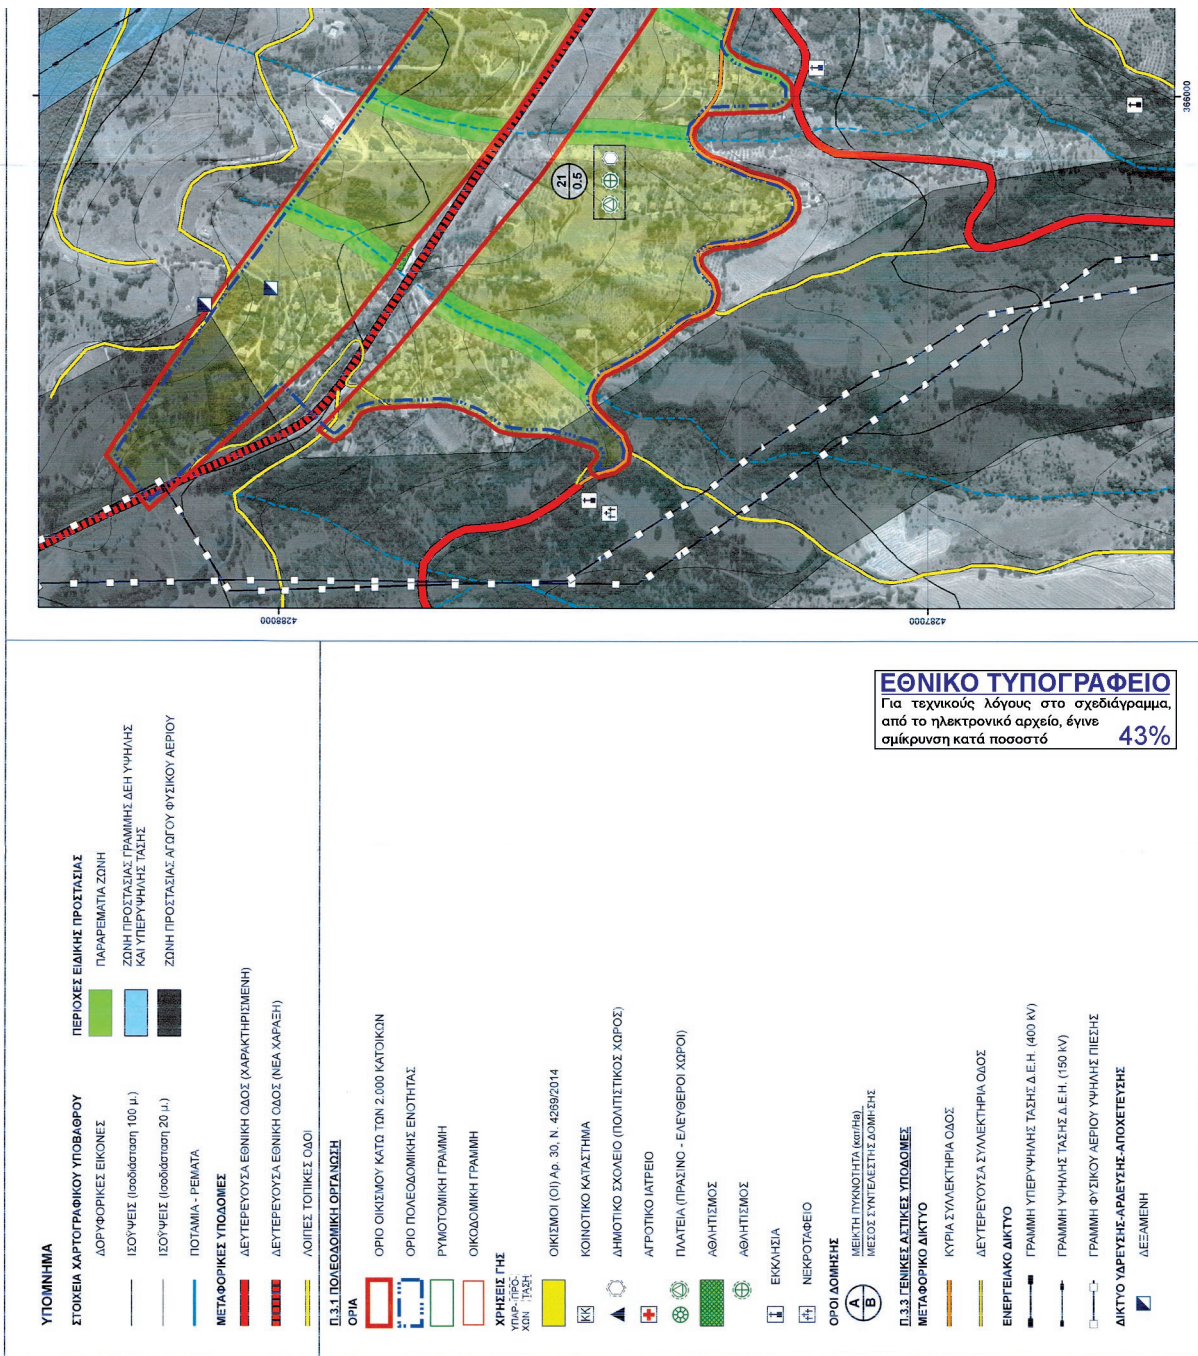 366000
21
0.5
4288000
4287000
ΕΘΝΙΚΟ ΤΥΠΟΓΡΑΦΕΙΟ
Για τεχνικούς λόγους στο σχεδιάγραμμα,
από το ηλεκτρονικό αρχείο, έγινε
σμίκρυνση κατά ποσοστό 43%
ΥΠΟΜΝΗΜΑ
ΣΤΟΙΧΕΙΑ ΧΑΡΤΟΓΡΑΦΙΚΟΥ ΥΠΟΒΑΘΡΟΥ
ΔΟΡΥΦΟΡΙΚΕΣ ΕΙΚΟΝΕΣ
ΙΣΟΫΨΕΙΣ (Ισοδιάσταση 100 μ.)
ΙΣΟΫΨΕΙΣ (Ισοδιάσταση 20 μ.)
ΠΟΤΑΜΙΑ - ΡΕΜΑΤΑ
ΜΕΤΑΦΟΡΙΚΕΣ ΥΠΟΔΟΜΕΣ
ΔΕΥΤΕΡΕΥΟΥΣΑ ΕΘΝΙΚΗ ΟΔΟΣ (ΧΑΡΑΚΤΗΡΙΣΜΕΝΗ)
ΔΕΥΤΕΡΕΥΟΥΣΑ ΕΘΝΙΚΗ ΟΔΟΣ (ΝΕΑ ΧΑΡΑΞΗ)
ΛΟΙΠΕΣ ΤΟΠΙΚΕΣ ΟΔΟΙ
ΠΕΡΙΟΧΕΣ ΕΙΔΙΚΗΣ ΠΡΟΣΤΑΣΙΑΣ
ΠΑΡΑΡΕΜΑΤΙΑ ΖΩΝΗ
ΖΩΝΗ ΠΡΟΣΤΑΣΙΑΣ ΓΡΑΜΜΗΣ ΔΕΗ ΥΨΗΛΗΣ
ΚΑΙ ΥΠΕΡΥΨΗΛΗΣ ΤΑΣΗΣ
ΖΩΝΗ ΠΡΟΣΤΑΣΙΑΣ ΑΓΩΓΟΥ ΦΥΣΙΚΟΥ ΑΕΡΙΟΥ
Π.3.1 ΠΟΛΕΟΔΟΜΙΚΗ ΟΡΓΑΝΩΣΗ
ΟΡΙΑ
ΟΡΙΟ ΟΙΚΙΣΜΟΥ ΚΑΤΩ ΤΩΝ 2.000 ΚΑΤΟΙΚΩΝ
ΟΡΙΟ ΠΟΛΕΟΔΟΜΙΚΗΣ ΕΝΟΤΗΤΑΣ
ΡΥΜΟΤΟΜΙΚΗ ΓΡΑΜΜΗ
ΟΙΚΟΔΟΜΙΚΗ ΓΡΑΜΜΗ
ΧΡΗΣΕΙΣ ΓΗΣ
ΥΠΑΡ- ΠΡΟ-
ΧΩΝ ΤΑΣΗ
ΟΙΚΙΣΜΟΙ (ΟΙ) Αρ. 30, Ν. 4269/2014
ΚΚ ΚΟΙΝΟΤΙΚΟ ΚΑΤΑΣΤΗΜΑ
ΔΗΜΟΤΙΚΟ ΣΧΟΛΕΙΟ (ΠΟΛΙΤΙΣΤΙΚΟΣ ΧΩΡΟΣ)
ΑΓΡΟΤΙΚΟ ΙΑΤΡΕΙΟ
ΠΛΑΤΕΙΑ (ΠΡΑΣΙΝΟ - ΕΛΕΥΘΕΡΟΙ ΧΩΡΟΙ)
ΑΘΛΗΤΙΣΜΟΣ
ΑΘΛΗΤΙΣΜΟΣ
ΕΚΚΛΗΣΙΑ
ΝΕΚΡΟΤΑΦΕΙΟ
ΟΡΟΙ ΔΟΜΗΣΗΣ
Α ΜΕΙΚΤΗ ΠΥΚΝΟΤΗΤΑ (κατ/Ha)
Β ΜΕΣΟΣ ΣΥΝΤΕΛΕΣΤΗΣ ΔΟΜΗΣΗΣ
Π.3.3 ΓΕΝΙΚΕΣ ΑΣΤΙΚΕΣ ΥΠΟΔΟΜΕΣ
ΜΕΤΑΦΟΡΙΚΟ ΔΙΚΤΥΟ
ΚΥΡΙΑ ΣΥΛΛΕΚΤΗΡΙΑ ΟΔΟΣ
ΔΕΥΤΕΡΕΥΟΥΣΑ ΣΥΛΛΕΚΤΗΡΙΑ ΟΔΟΣ
ΕΝΕΡΓΕΙΑΚΟ ΔΙΚΤΥΟ
ΓΡΑΜΜΗ ΥΠΕΡΥΨΗΛΗΣ ΤΑΣΗΣ Δ.Ε.Η. (400 kV)
ΓΡΑΜΜΗ ΥΨΗΛΗΣ ΤΑΣΗΣ Δ.Ε.Η. (150 kV)
ΓΡΑΜΜΗ ΦΥΣΙΚΟΥ ΑΕΡΙΟΥ ΥΨΗΛΗΣ ΠΙΕΣΗΣ
ΔΙΚΤΥΟ ΥΔΡΕΥΣΗΣ-ΑΡΔΕΥΣΗΣ-ΑΠΟΧΕΤΕΥΣΗΣ
ΔΕΞΑΜΕΝΗ